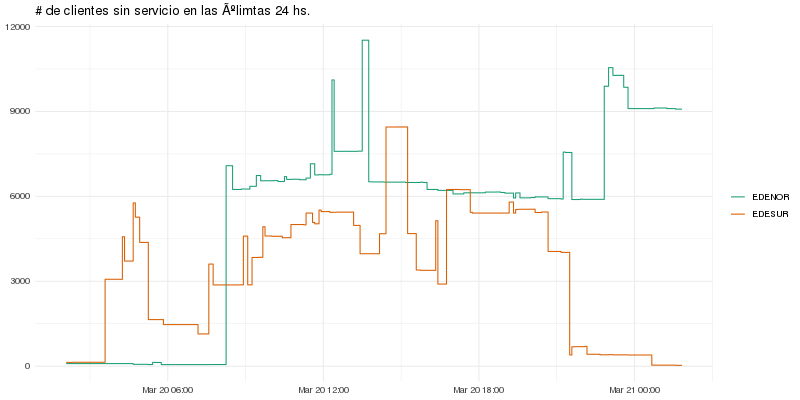 # de clientes sin servicio en las Ãºlimtas 24 hs.
12000
9000
6000
3000
0
Mar 20 06:00
Mar 20 12:00
Mar 20 18:00
Mar 21 00:00
EDENOR
EDESUR